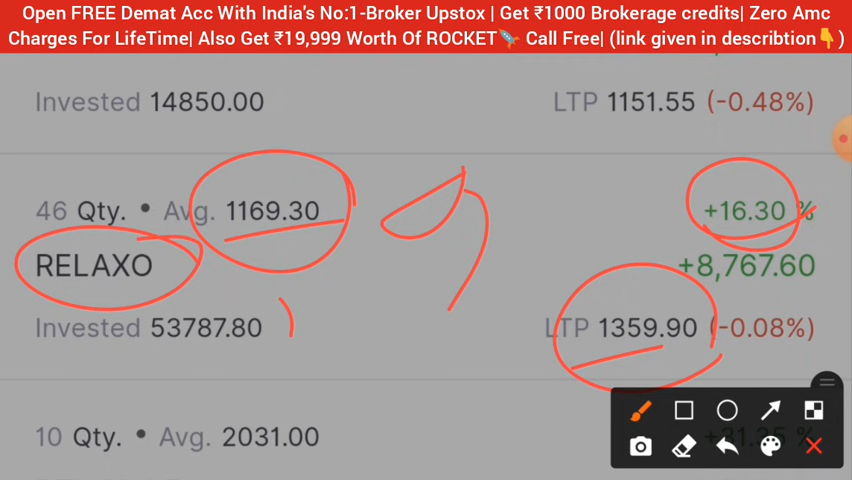 Open FREE Demat Acc With India's No:1-Broker Upstox | Get ₹1000 Brokerage credits| Zero Amc
Charges For LifeTime| Also Get ₹19,999 Worth Of ROCKET🚀 Call Free| (link given in describtion👇)
Invested 14850.00 LTP 1151.55 (-0.48%)
46 Qty. • Avg. 1169.30 +16.30 %
RELAXO +8,767.60
Invested 53787.80 LTP 1359.90 (-0.08%)
10 Qty. • Avg. 2031.00